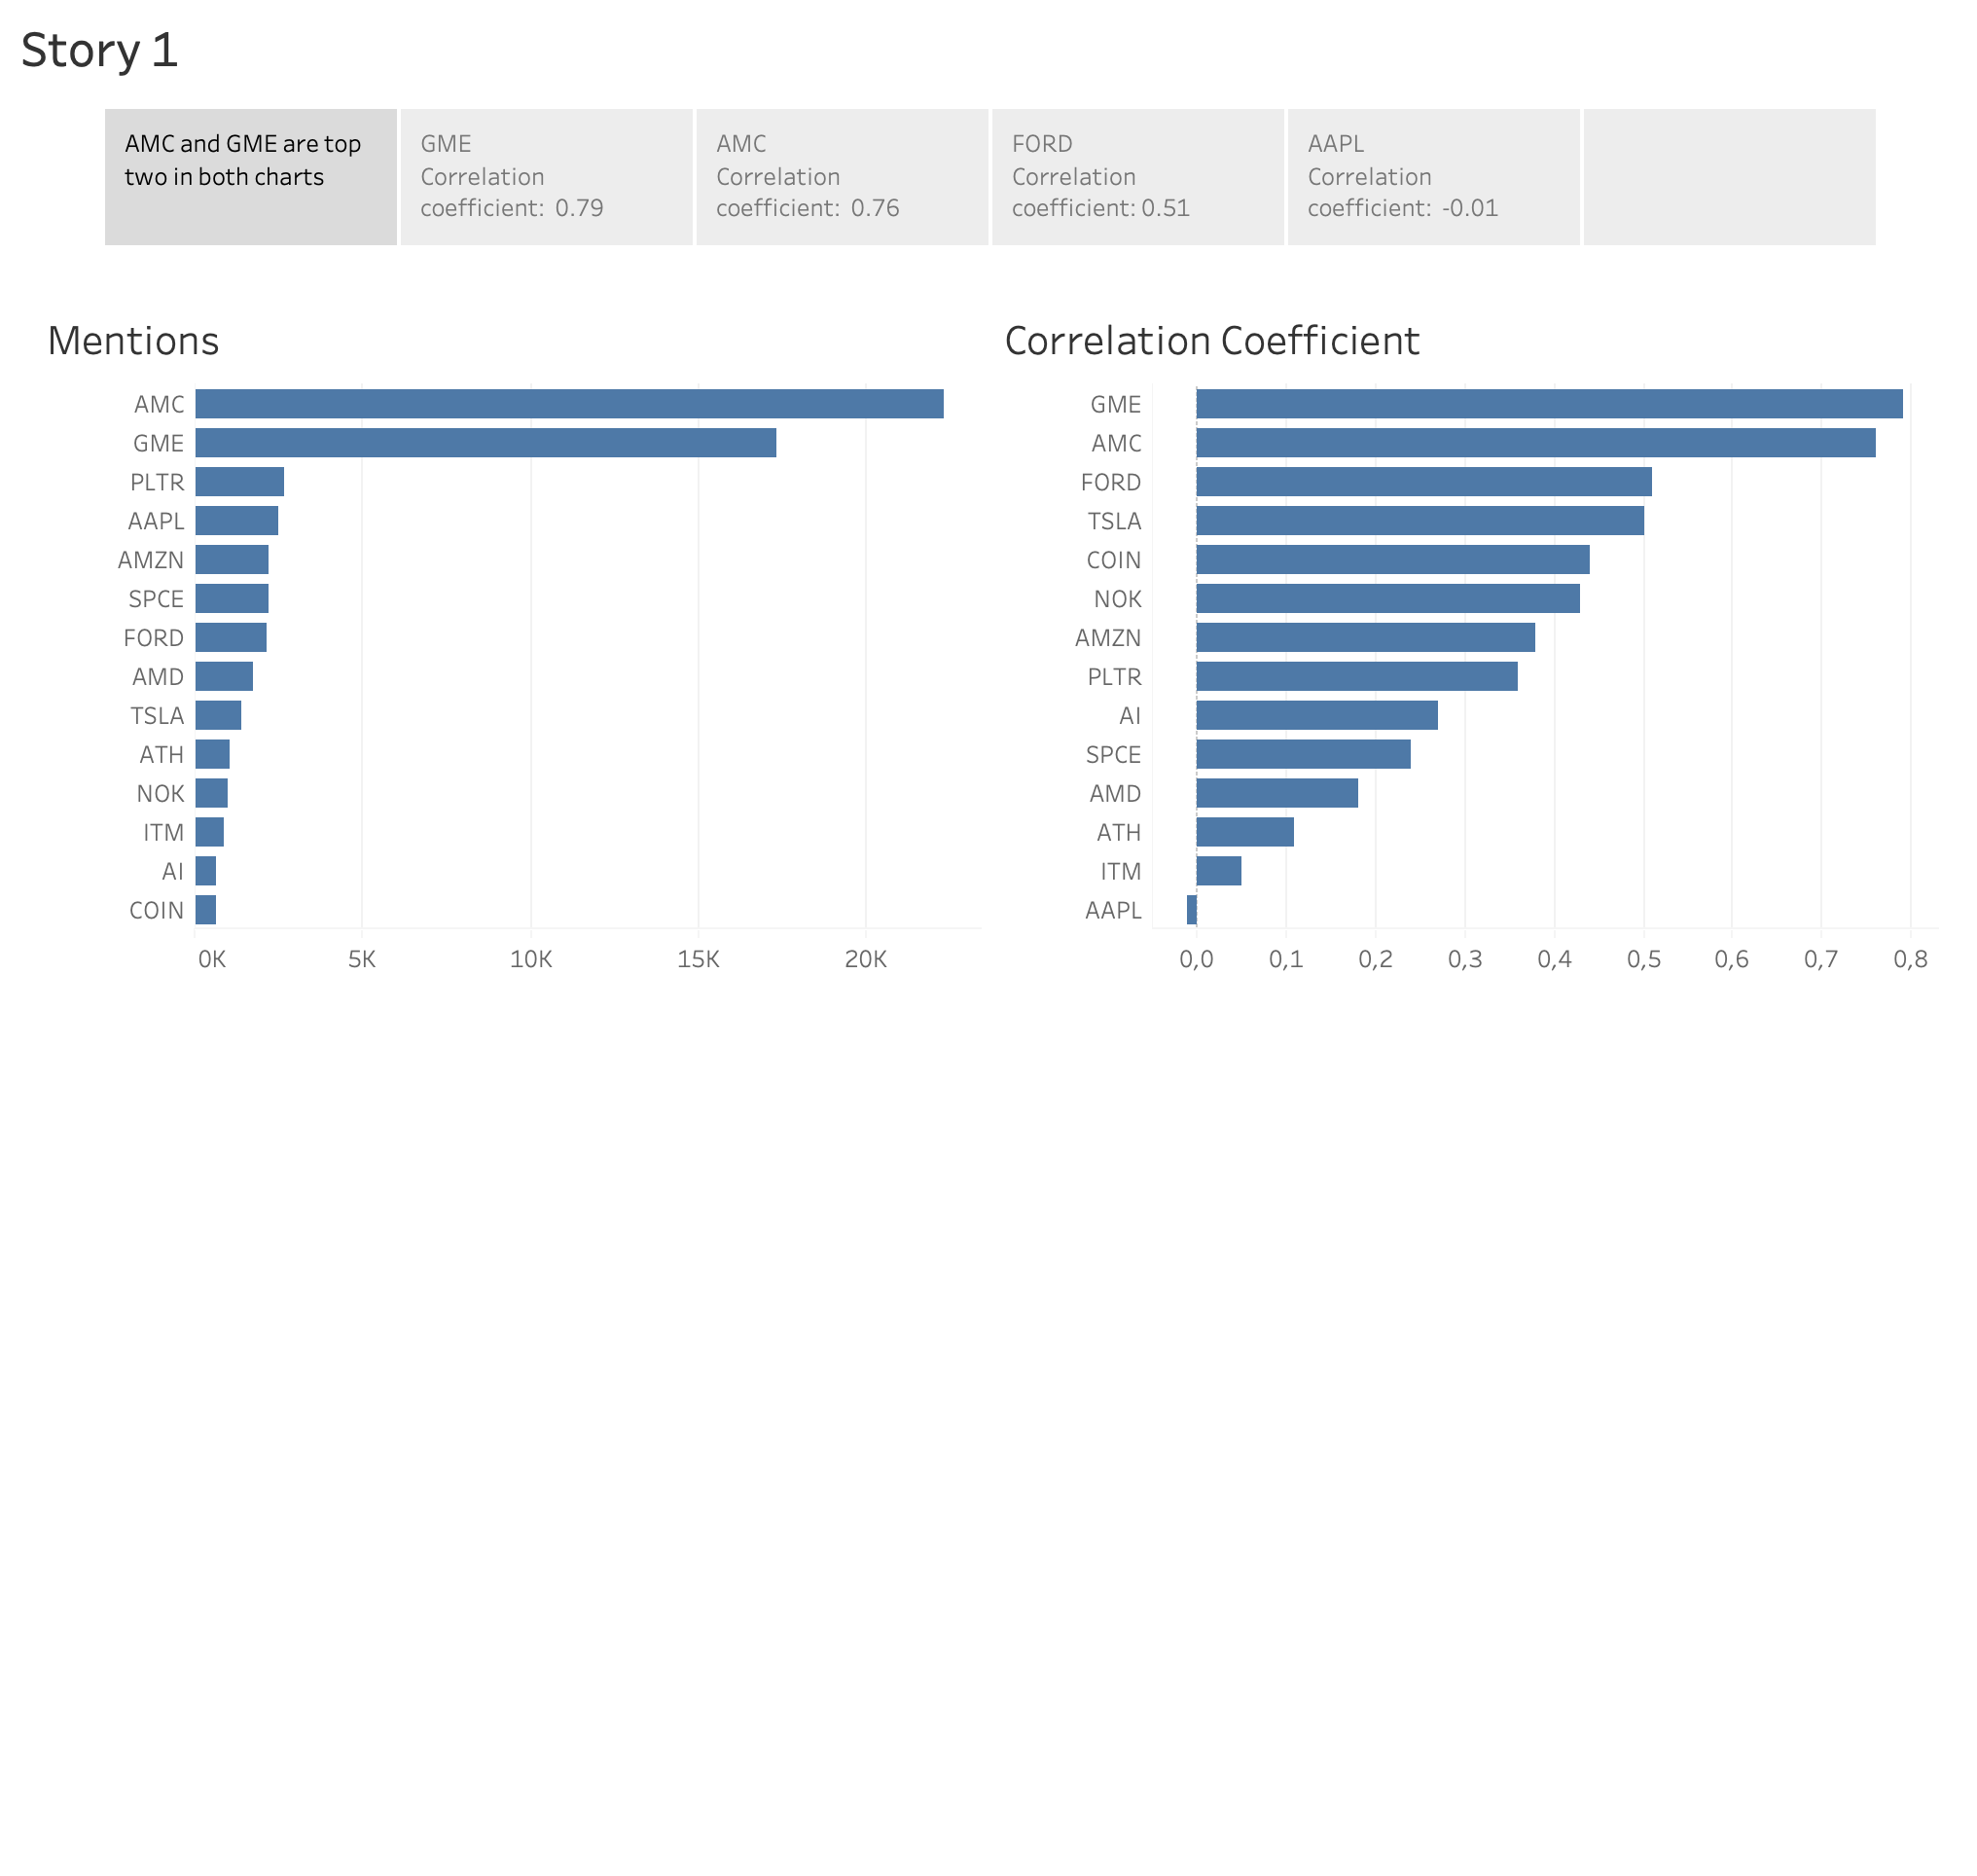 Story 1
AMC and GME are top
two in both charts
GME
Correlation
coefficient:  0.79
AMC
Correlation
coefficient:  0.76
FORD
Correlation
coefficient: 0.51
AAPL
Correlation
coefficient:  -0.01
Mentions
AMC
GME
PLTR
AAPL
AMZN
SPCE
FORD
AMD
TSLA
ATH
NOK
ITM
AI
COIN
0K 5K 10K 15K 20K
Correlation Coefficient
GME
AMC
FORD
TSLA
COIN
NOK
AMZN
PLTR
AI
SPCE
AMD
ATH
ITM
AAPL
0,0 0,1 0,2 0,3 0,4 0,5 0,6 0,7 0,8